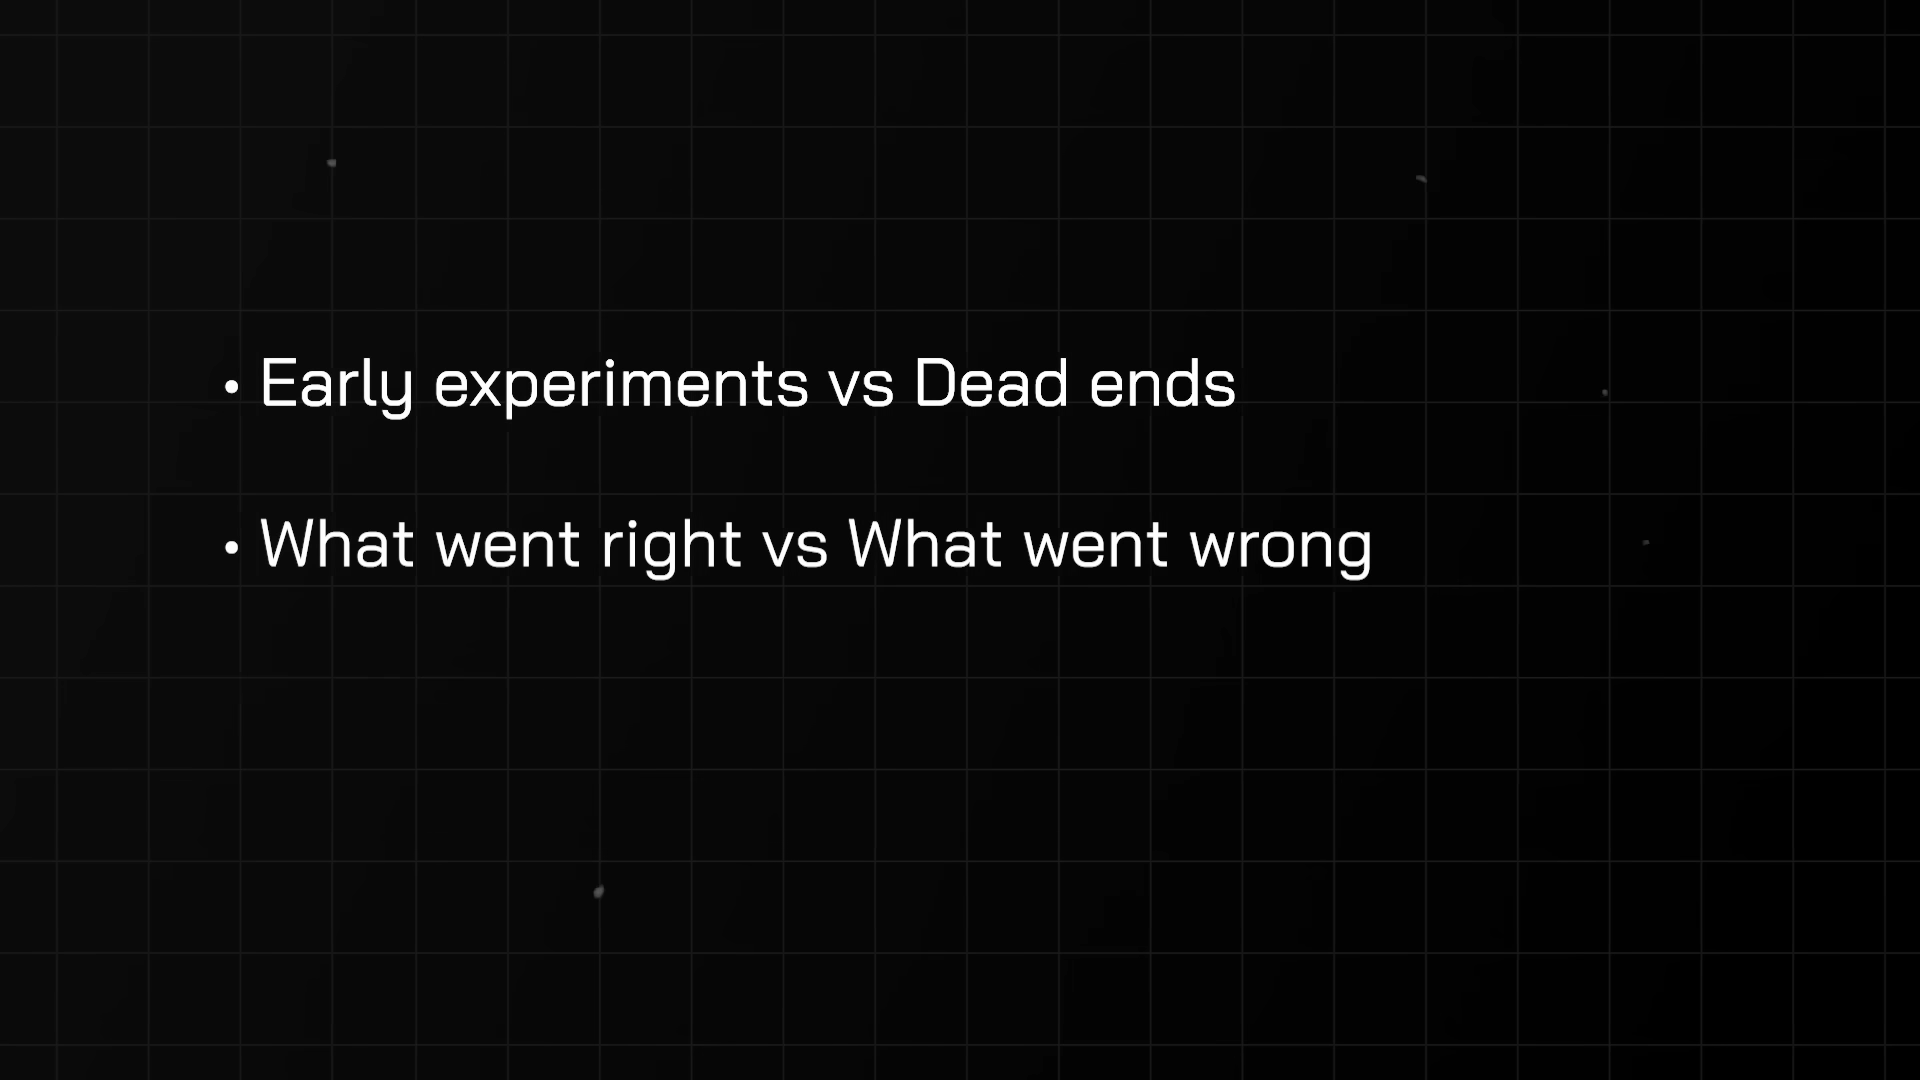 • Early experiments vs Dead ends
• What went right vs What went wrong